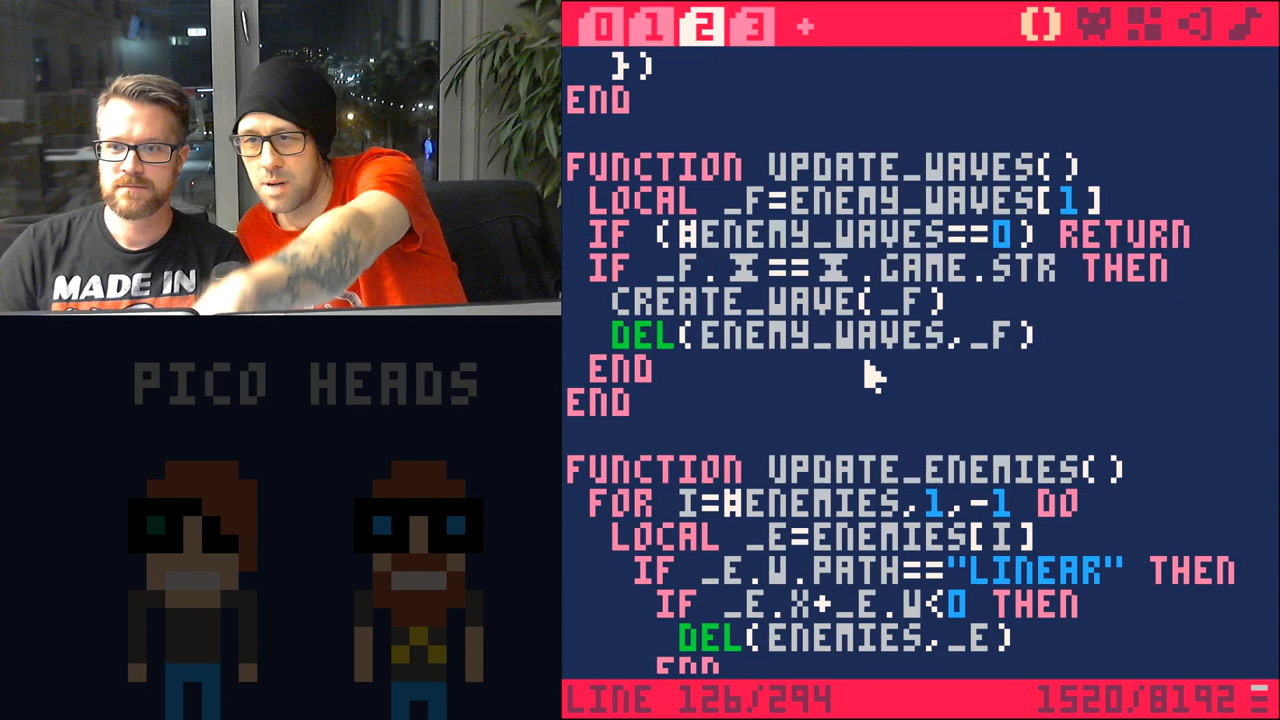 0 1 2 3 +
})
END
FUNCTION UPDATE_WAVES()
LOCAL _F=ENEMY_WAVES[1]
IF (#ENEMY_WAVES==0) RETURN
IF _F.⧗==⧗.GAME.STR THEN
CREATE_WAVE(_F)
DEL(ENEMY_WAVES,_F)
END
END
FUNCTION UPDATE_ENEMIES()
FOR I=#ENEMIES,1,-1 DO
LOCAL _E=ENEMIES[I]
IF _E.W.PATH=="LINEAR" THEN
IF _E.X+_E.W<0 THEN
DEL(ENEMIES,_E)
END
LINE 126/294
1520/8192
MADE IN
PICO HEADS